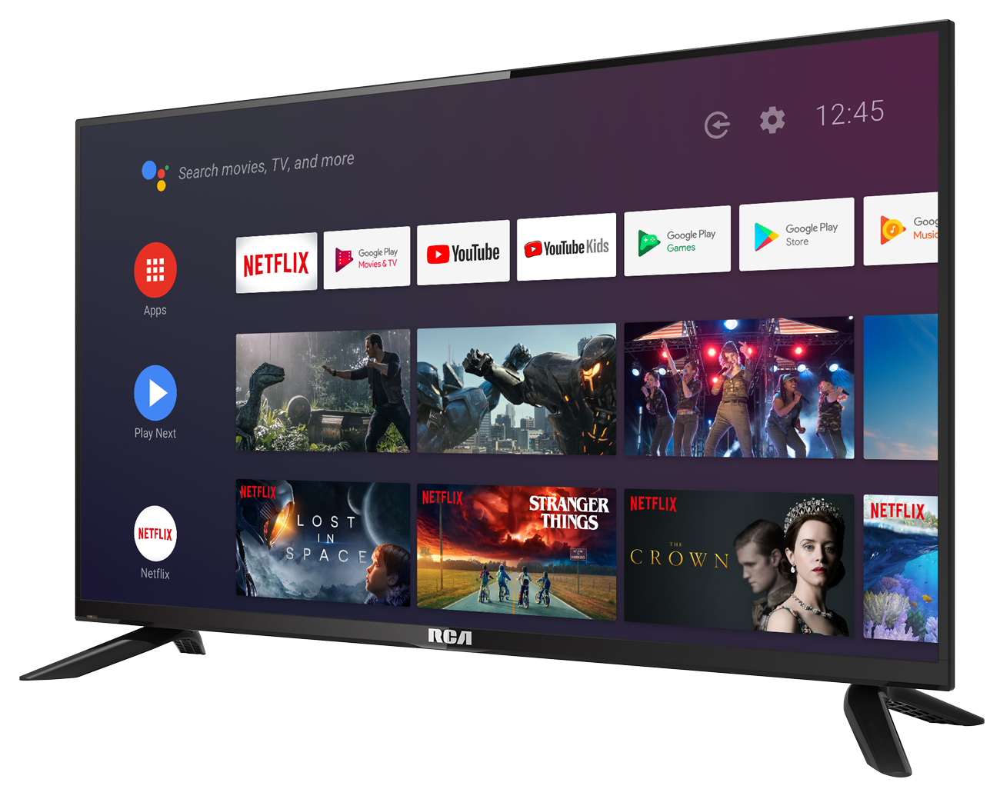 12:45
Search movies, TV, and more
NETFLIX
Google Play
Movies & TV
YouTube
YouTube Kids
Google Play
Games
Google Play
Store
Apps
Play Next
NETFLIX
LOST
IN
SPACE
NETFLIX
STRANGER
THINGS
NETFLIX
THE
CROWN
NETFLIX
NETFLIX
Netflix
RCA